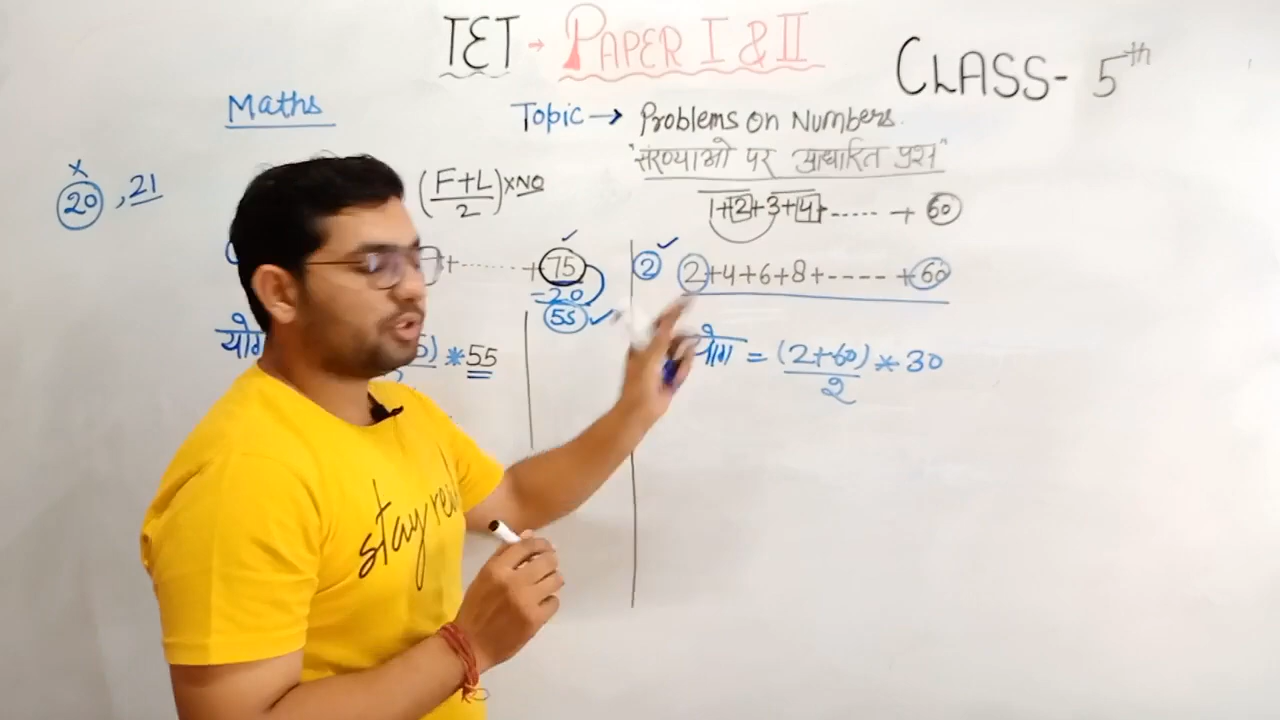 TET → PAPER I & II
CLASS- 5th
Maths
Topic → Problems On Numbers.
"संख्याओ पर आधारित प्रश्न"
x
20 , 21
(F+L)/2 × NO
1+2+3+4+ ----- + 60
+ ........ + 75
-20
55
2
2+4+6+8+ ---- +60
योग
* 55
योग = (2+60)/2 * 30
stay real